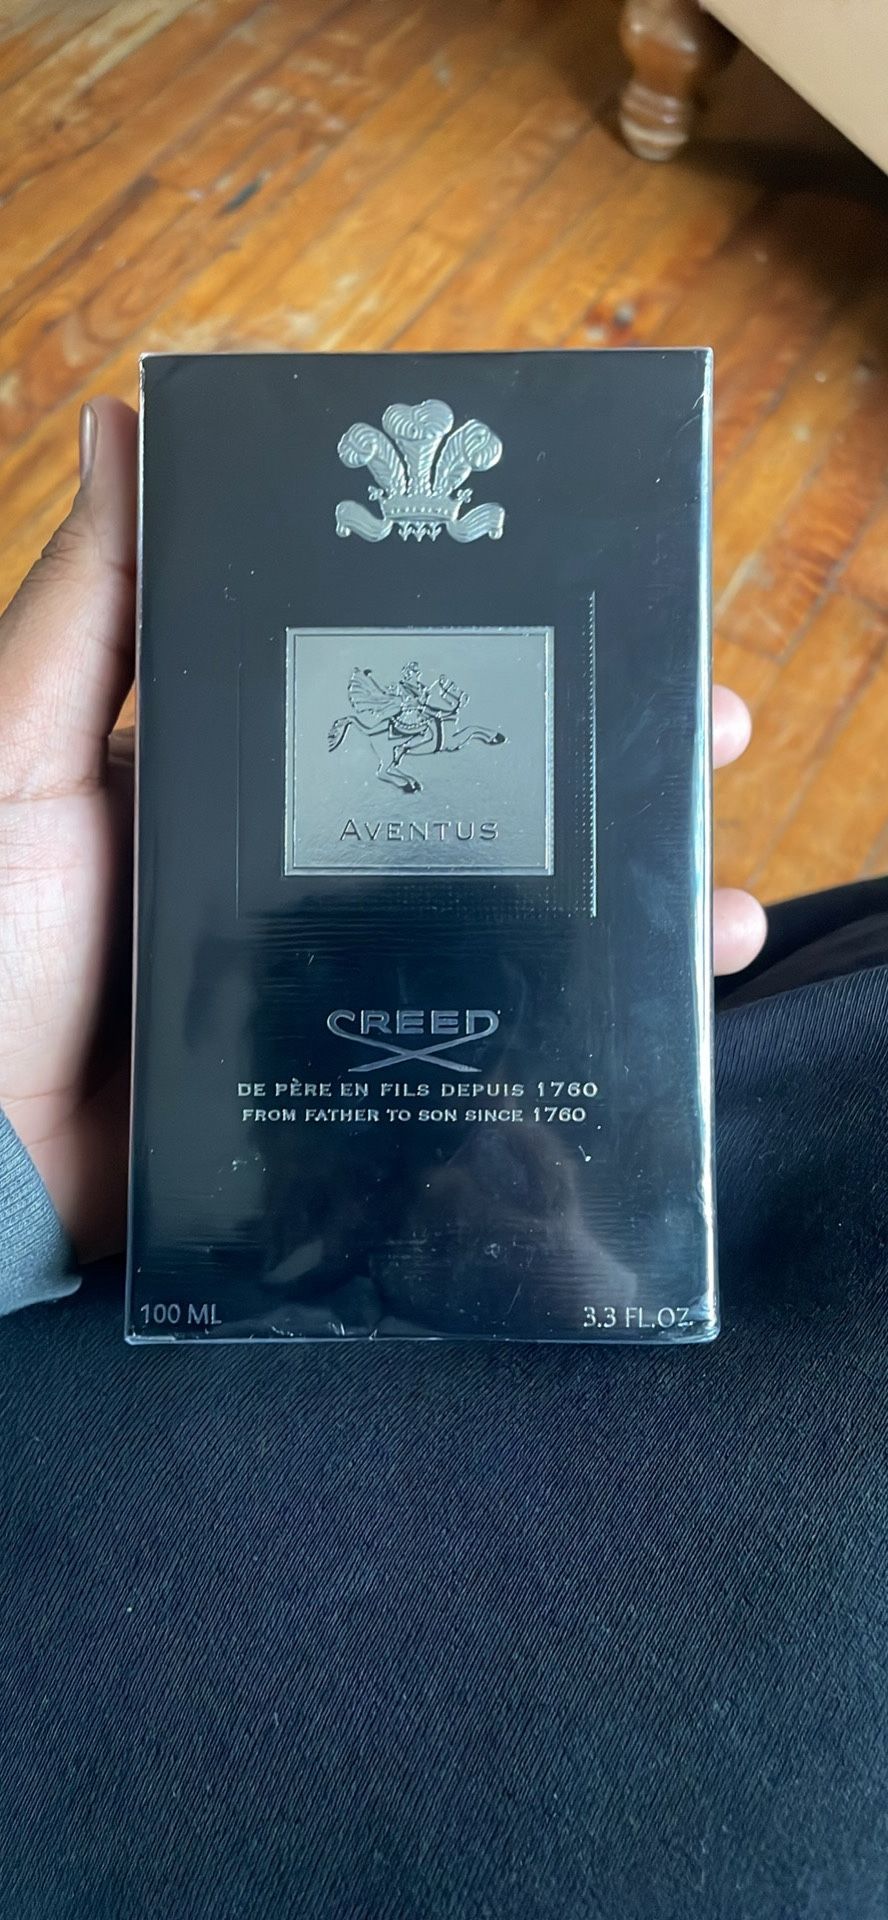 AVENTUS
CREED
DE PÈRE EN FILS DEPUIS 1760
FROM FATHER TO SON SINCE 1760
100 ML
3.3 FL.OZ.